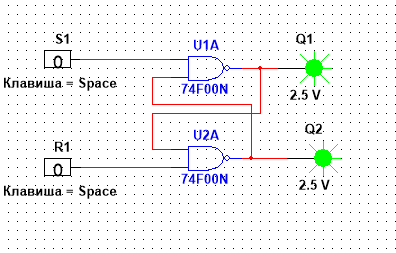 S1
0
Клавиша = Space
U1A
74F00N
Q1
2.5 V
Q2
U2A
R1
0
Клавиша = Space
74F00N
2.5 V